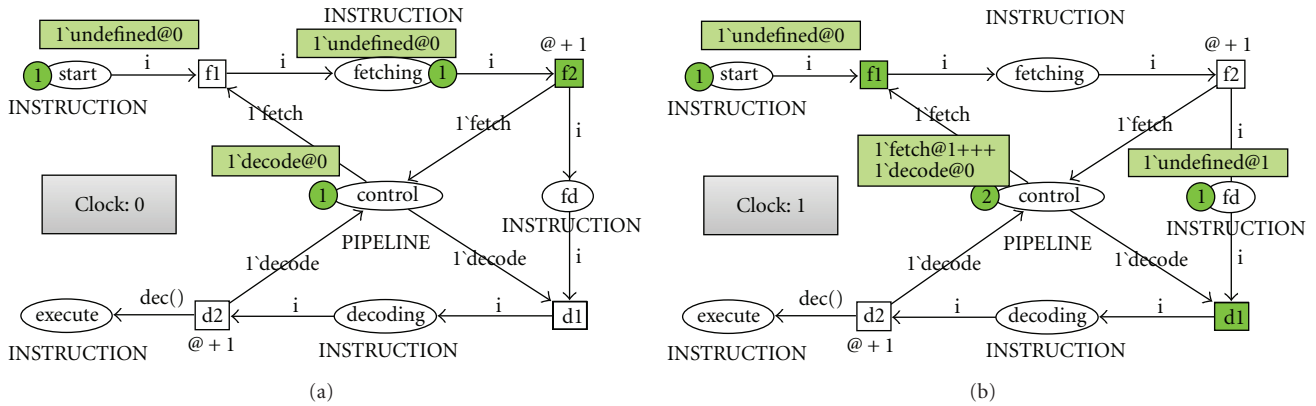 INSTRUCTION
1`undefined@0
1`undefined@0
@ + 1
1 start
i
f1
i
fetching 1
i
f2
INSTRUCTION
1`fetch
1`fetch
i
1`decode@0
Clock: 0
1 control
fd
INSTRUCTION
PIPELINE
1`decode
1`decode
i
execute
dec()
d2
i
decoding
i
d1
INSTRUCTION
@ + 1
INSTRUCTION
(a)
INSTRUCTION
1`undefined@0
@ + 1
1 start
i
f1
i
fetching
i
f2
INSTRUCTION
1`fetch
1`fetch
i
1`fetch@1+++
1`decode@0
1`undefined@1
Clock: 1
2 control
1 fd
INSTRUCTION
PIPELINE
1`decode
1`decode
i
execute
dec()
d2
i
decoding
i
d1
INSTRUCTION
@ + 1
INSTRUCTION
(b)